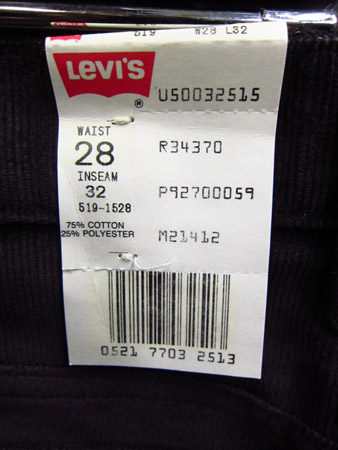 519 W28 L32
LEVI'S
®
U50032515
WAIST
28
R34370
INSEAM
32
P92700059
519-1528
75% COTTON
25% POLYESTER
M21412
0521 7703 2513